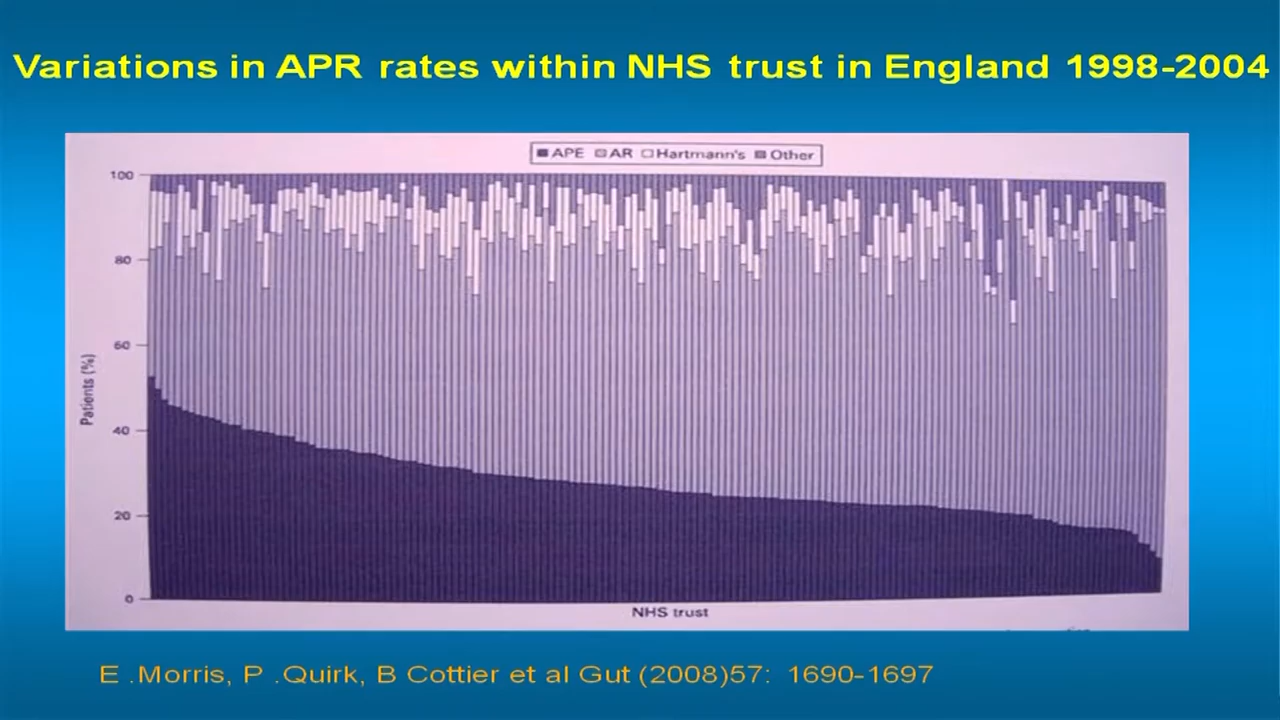 Variations in APR rates within NHS trust in England 1998-2004
APE AR Hartmann's Other
100
80
60
40
20
0
Patients (%)
NHS trust
E .Morris, P .Quirk, B Cottier et al Gut (2008)57: 1690-1697